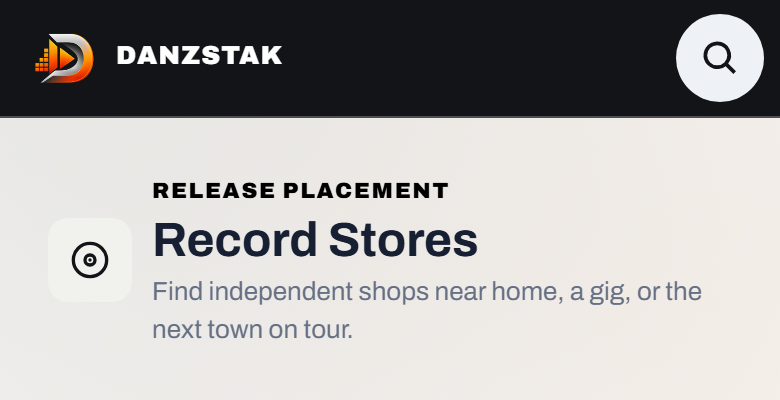 DANZSTAK
RELEASE PLACEMENT
Record Stores
Find independent shops near home, a gig, or the
next town on tour.